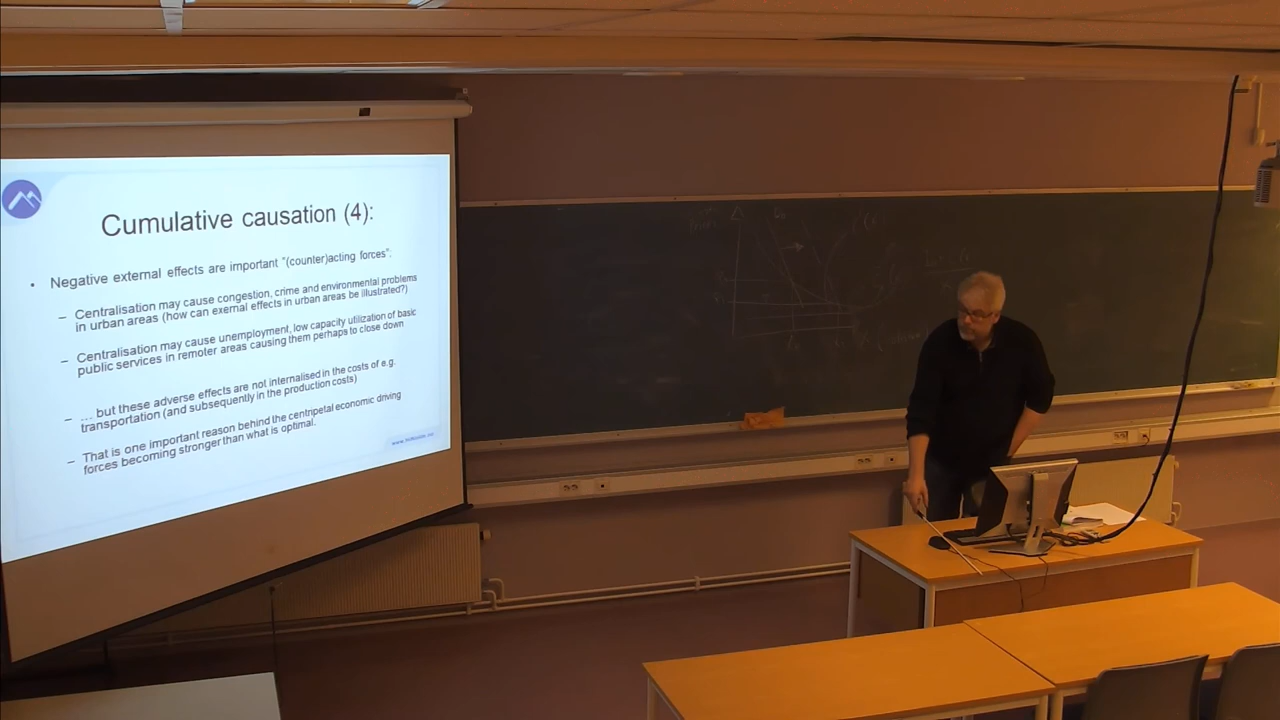 Cumulative causation (4):
• Negative external effects are important "(counter)acting forces":
– Centralisation may cause congestion, crime and environmental problems
in urban areas (how can exernal effects in urban areas be illustrated?)
– Centralisation may cause unemployment, low capacity utilization of basic
public services in remoter areas causing them perhaps to close down
– … but these adverse effects are not internalised in the costs of e.g.
transportation (and subsequently in the production costs)
– That is one important reason behind the centripetal economic driving
forces becoming stronger than what is optimal.